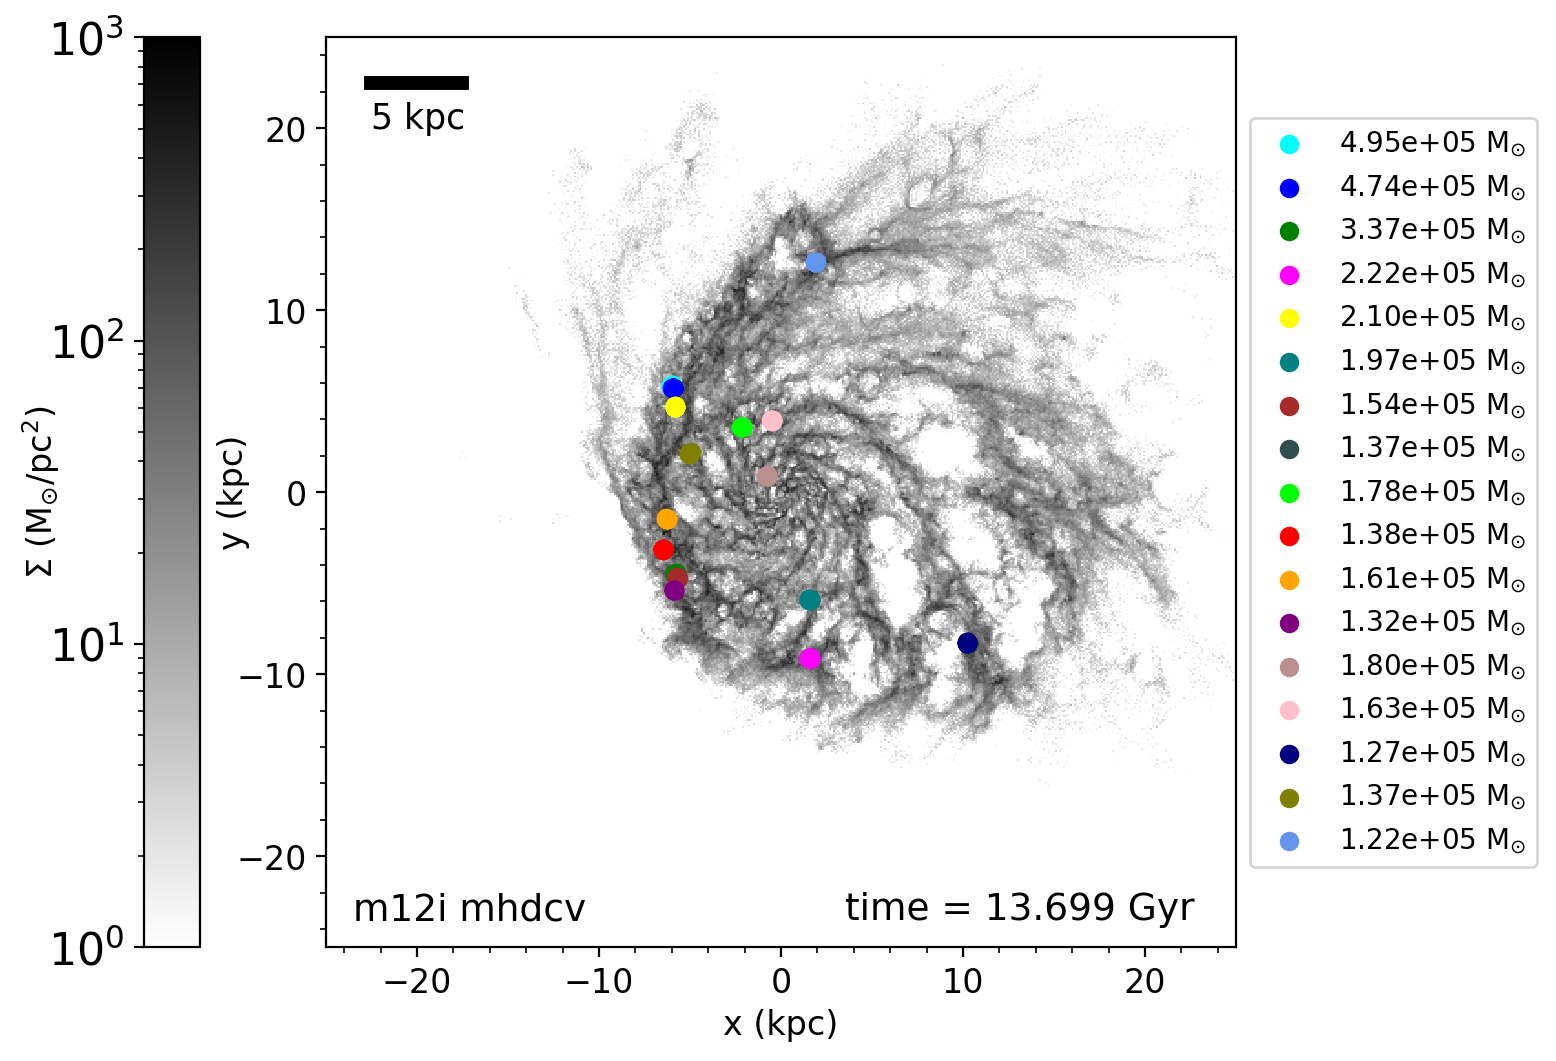 10³
10²
10¹
10⁰
Σ (M⊙/pc²)
20
10
0
−10
−20
y (kpc)
5 kpc
m12i mhdcv
time = 13.699 Gyr
−20
−10
0
10
20
x (kpc)
4.95e+05 M⊙
4.74e+05 M⊙
3.37e+05 M⊙
2.22e+05 M⊙
2.10e+05 M⊙
1.97e+05 M⊙
1.54e+05 M⊙
1.37e+05 M⊙
1.78e+05 M⊙
1.38e+05 M⊙
1.61e+05 M⊙
1.32e+05 M⊙
1.80e+05 M⊙
1.63e+05 M⊙
1.27e+05 M⊙
1.37e+05 M⊙
1.22e+05 M⊙